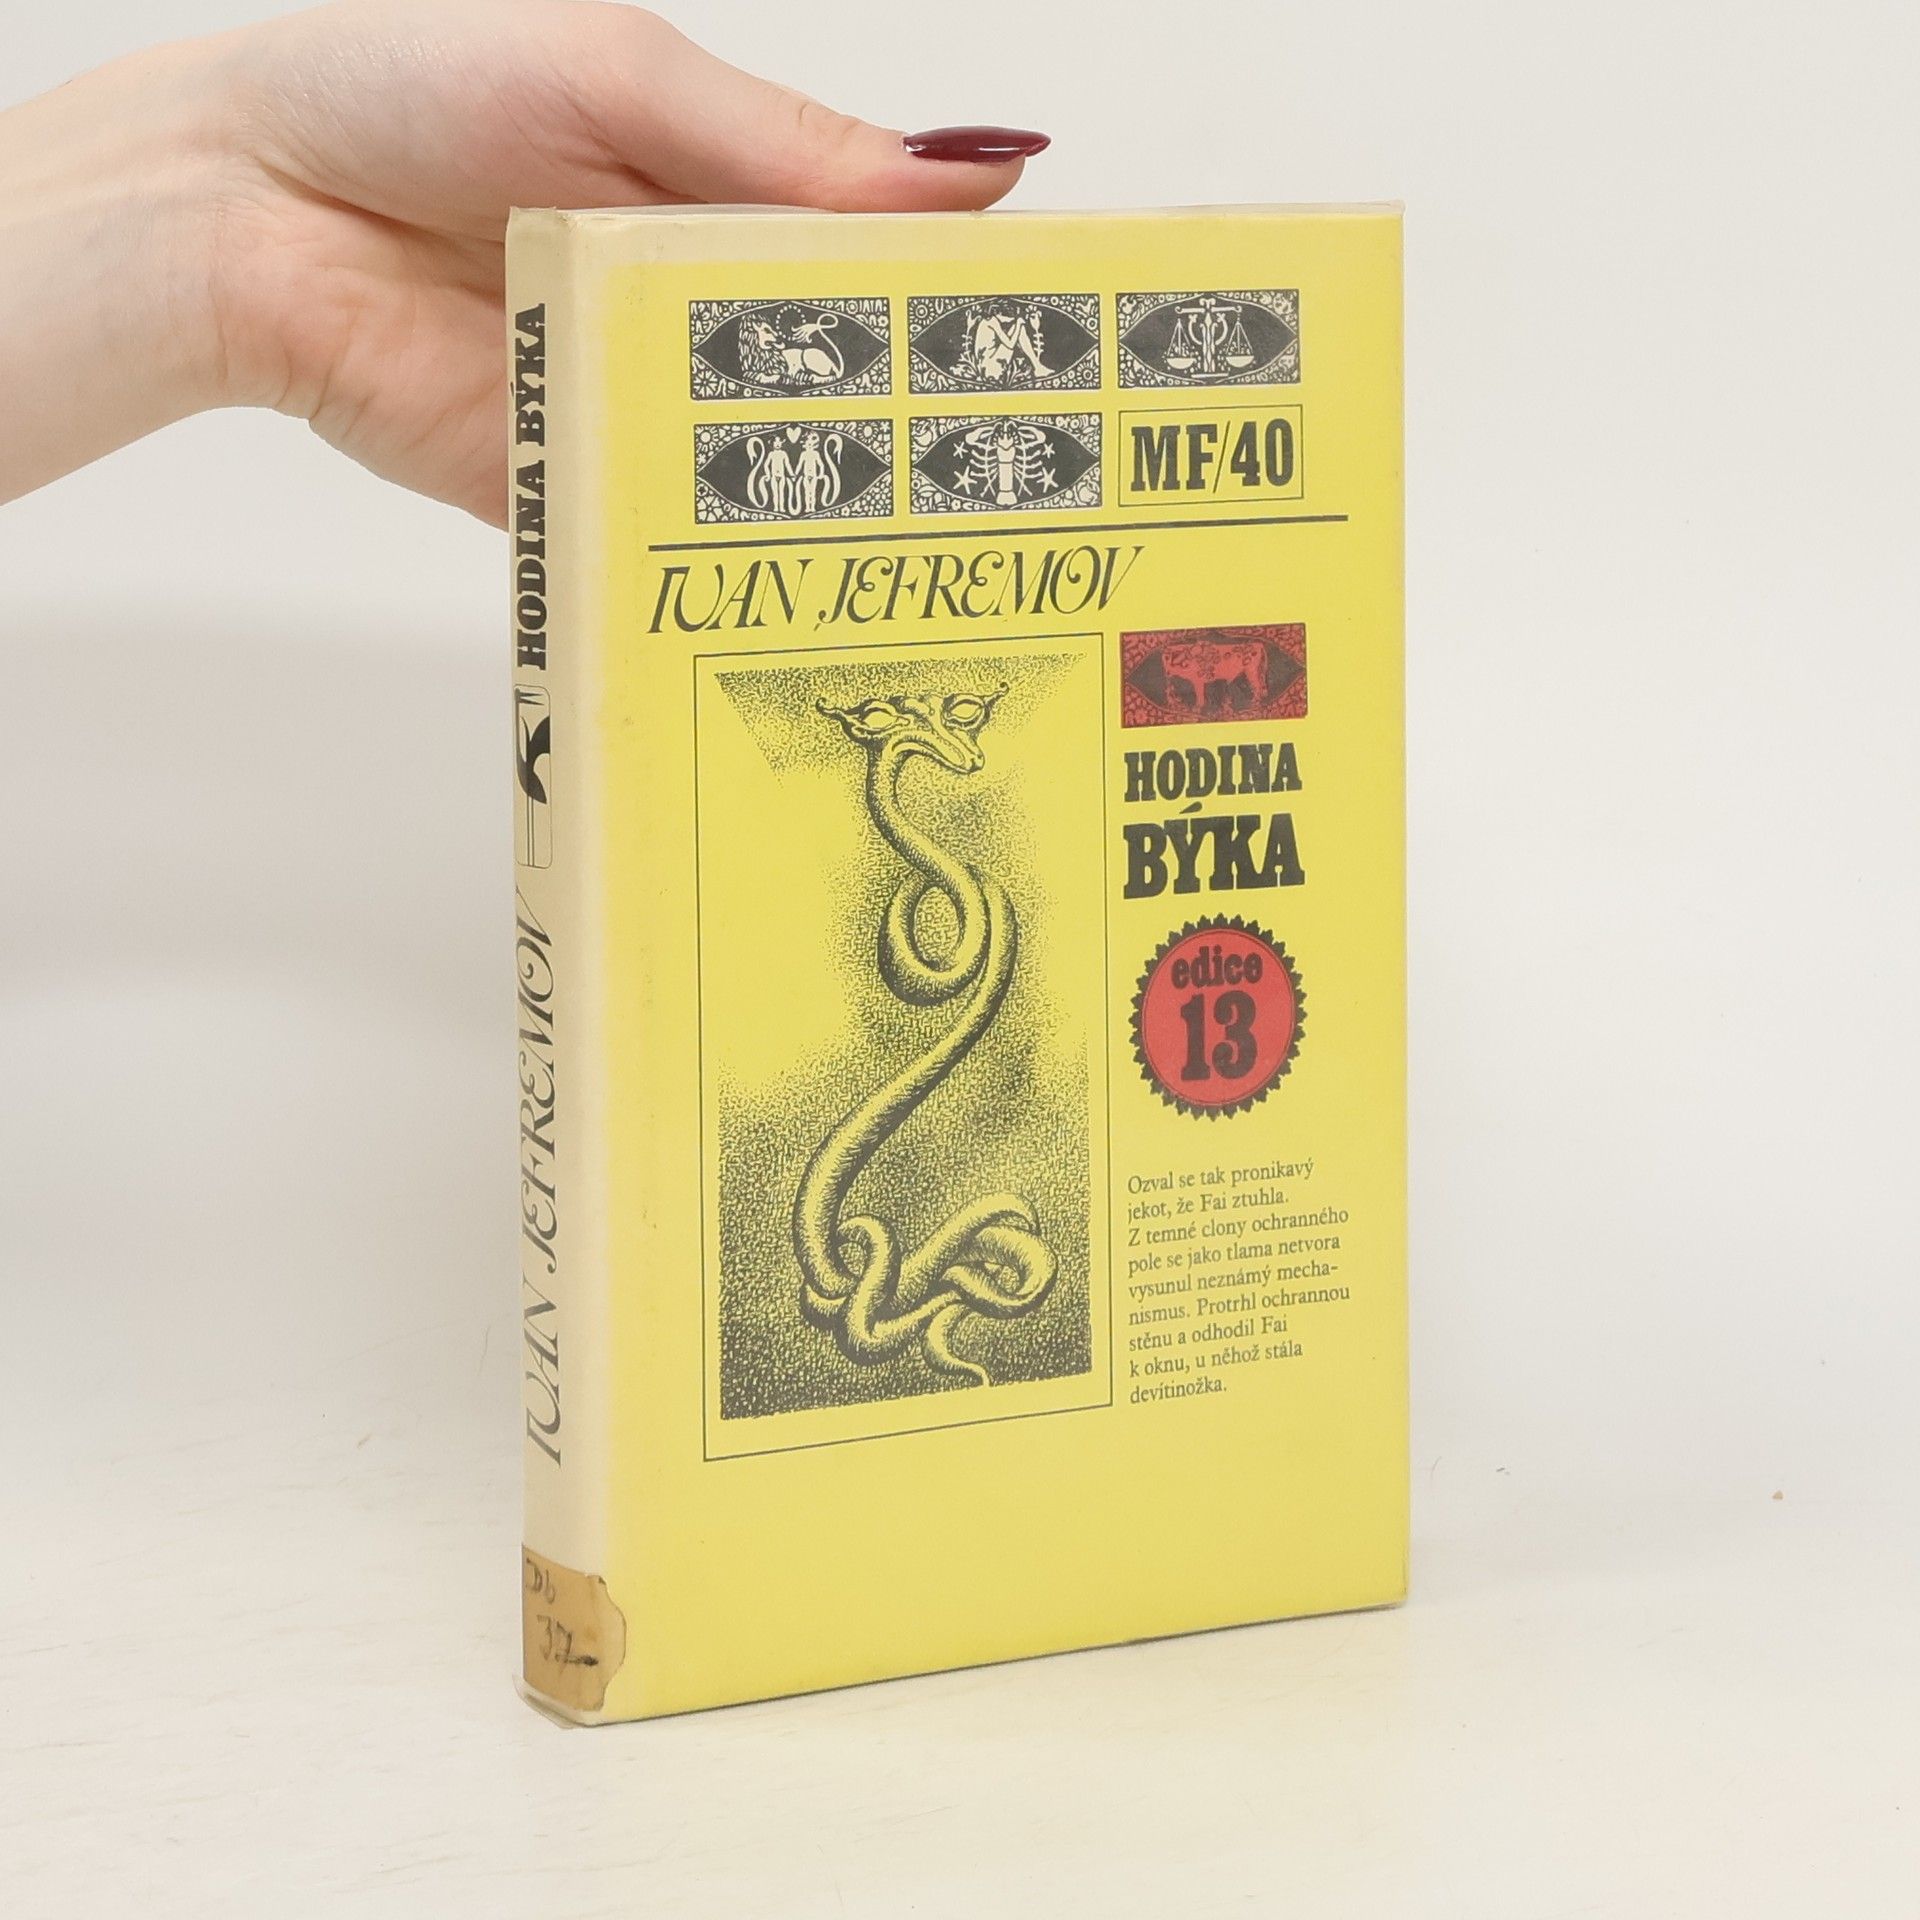 HODINA BÝKA
IVAN JEFREMOV
MF/40
IVAN JEFREMOV
HODINA
BÝKA
edice
13
Ozval se tak pronikavý
jekot, že Fai ztuhla.
Z temné clony ochranného
pole se jako tlama netvora
vysunul neznámý mecha-
nismus. Protrhl ochrannou
stěnu a odhodil Fai
k oknu, u něhož stála
devítinožka.
Db
37